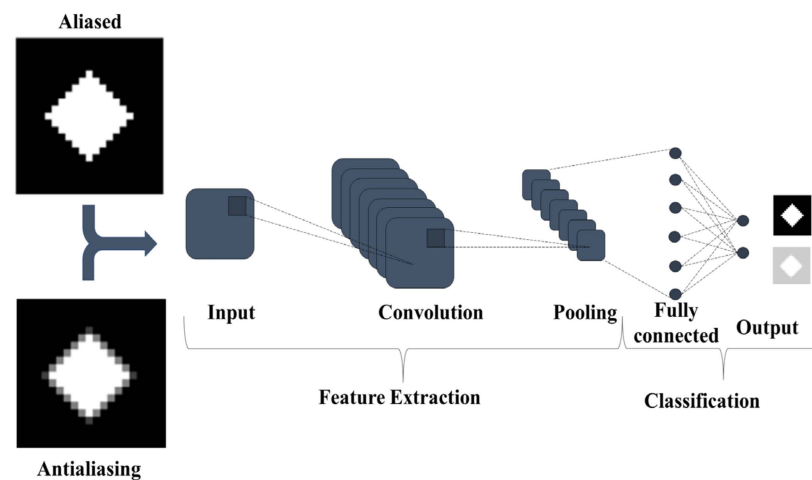 Aliased
Input
Convolution
Pooling
Fully
connected
Output
Feature Extraction
Classification
Antialiasing